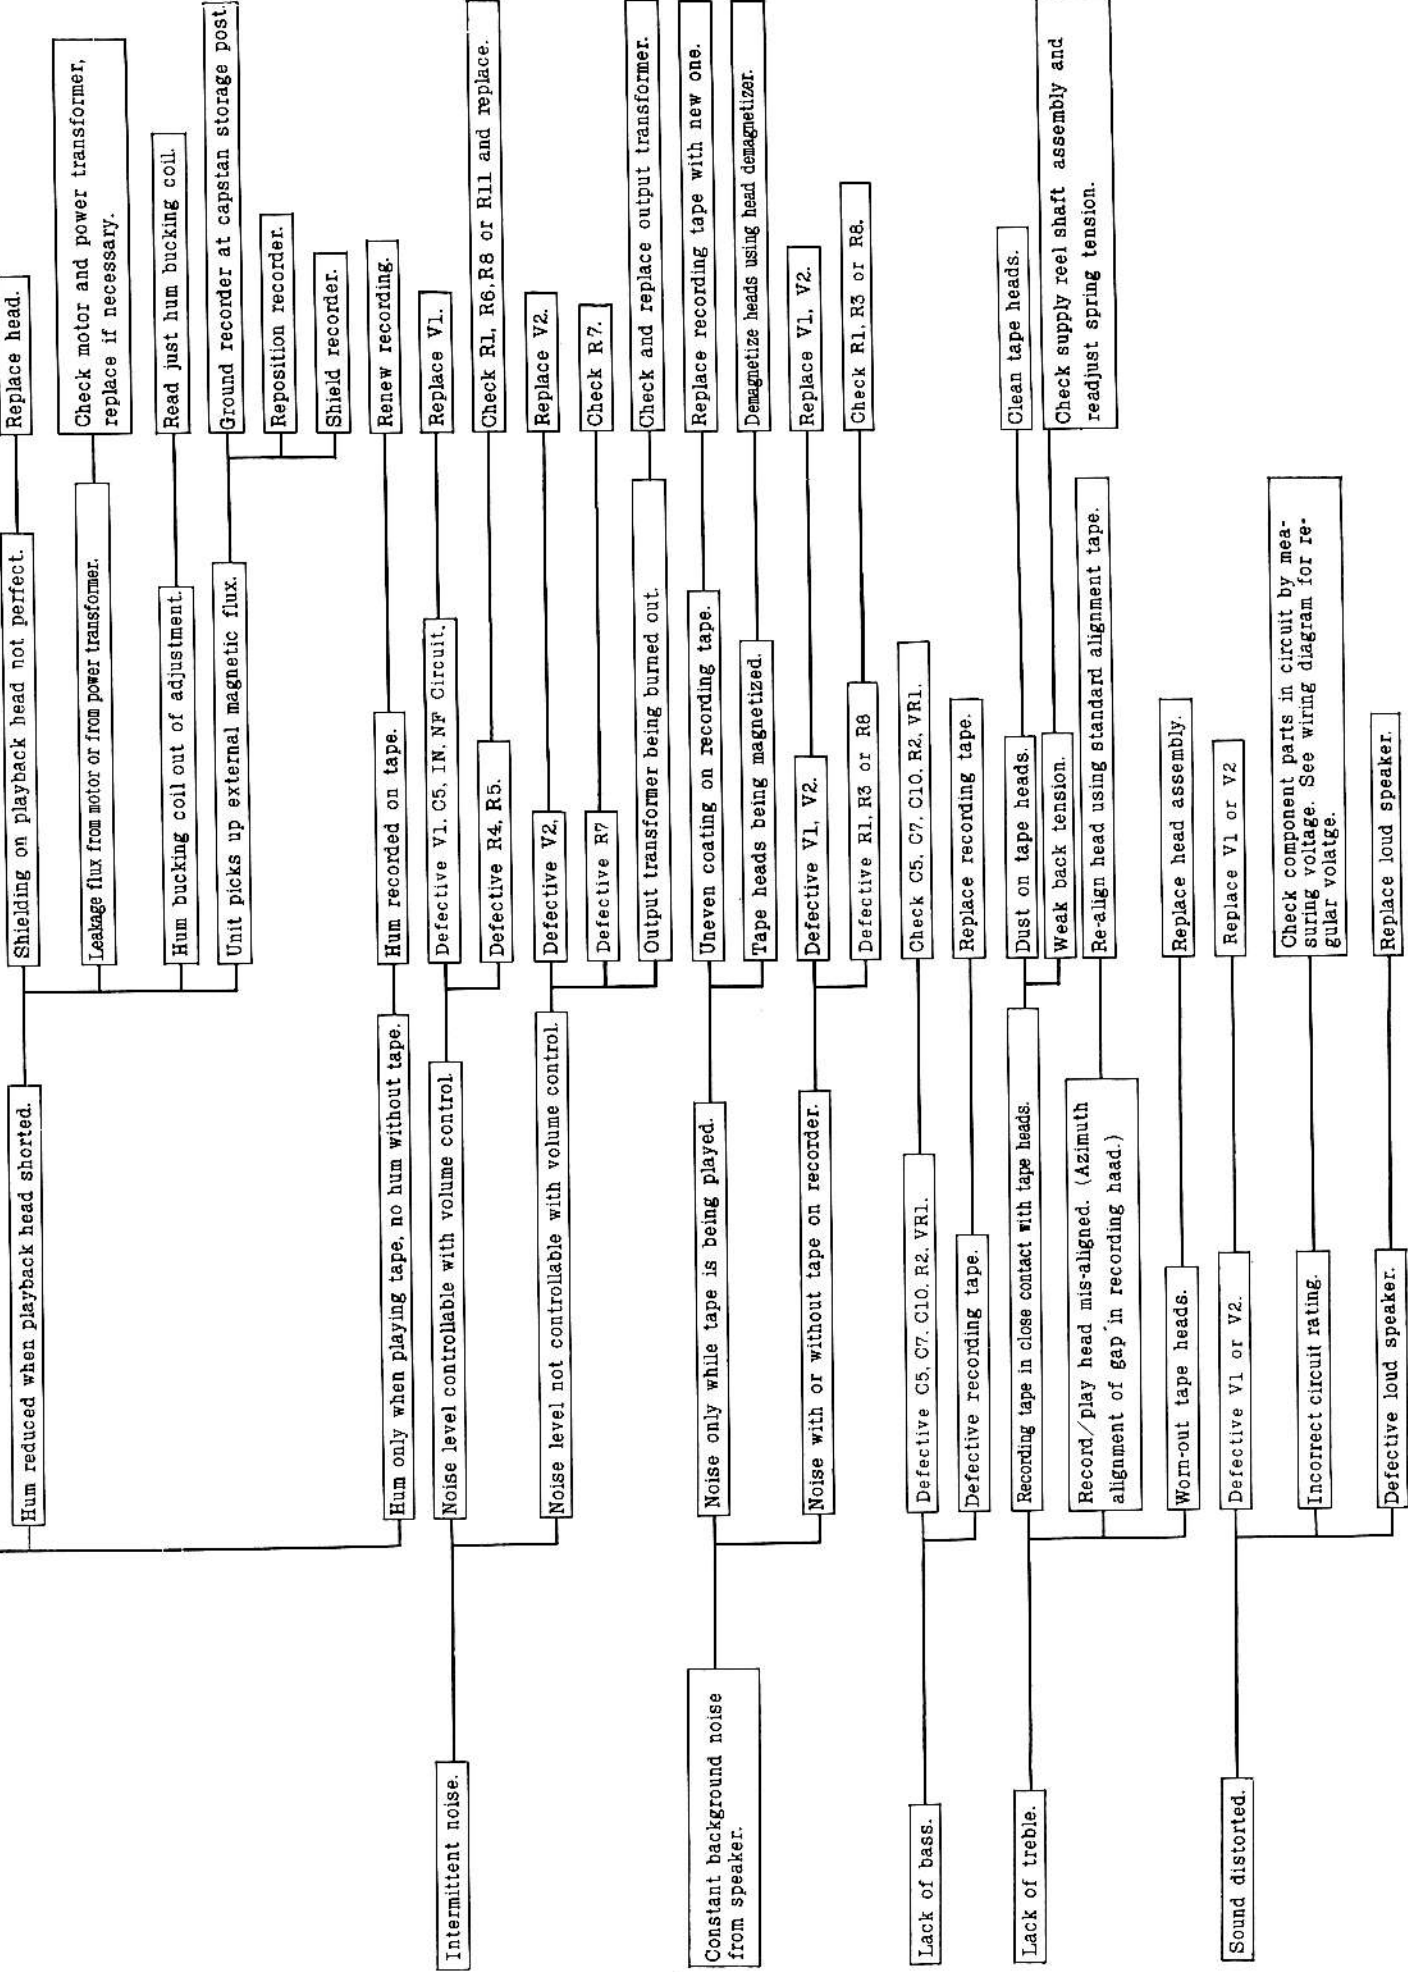 Hum reduced when playback head shorted.
Shielding on playback head not perfect.
Replace head.
Leakage flux from motor or from power transformer.
Check motor and power transformer,
replace if necessary.
Hum bucking coil out of adjustment.
Read just hum bucking coil.
Unit picks up external magnetic flux.
Ground recorder at capstan storage post.
Reposition recorder.
Shield recorder.
Hum only when playing tape, no hum without tape.
Hum recorded on tape.
Renew recording.
Intermittent noise.
Noise level controllable with volume control.
Defective V1. C5, IN, NF Circuit.
Replace V1.
Defective R4, R5.
Check R1, R6, R8 or R11 and replace.
Noise level not controllable with volume control.
Defective V2,
Replace V2.
Defective R7
Check R7.
Output transformer being burned out.
Check and replace output transformer.
Constant background noise
from speaker.
Noise only while tape is being played.
Uneven coating on recording tape.
Replace recording tape with new one.
Tape heads being magnetized.
Demagnetize heads using head demagnetizer.
Noise with or without tape on recorder.
Defective V1, V2.
Replace V1, V2.
Defective R1, R3 or R8
Check R1, R3 or R8.
Lack of bass.
Defective C5, C7, C10, R2, VR1.
Check C5, C7, C10, R2, VR1.
Defective recording tape.
Replace recording tape.
Lack of treble.
Recording tape in close contact with tape heads.
Dust on tape heads.
Clean tape heads.
Weak back tension.
Check supply reel shaft assembly and
readjust spring tension.
Record/play head mis-aligned. (Azimuth
alignment of gap in recording haad.)
Re-align head using standard alignment tape.
Worn-out tape heads.
Replace head assembly.
Sound distorted.
Defective V1 or V2.
Replace V1 or V2
Incorrect circuit rating.
Check component parts in circuit by mea-
suring voltage. See wiring diagram for re-
gular volatge.
Defective loud speaker.
Replace loud speaker.